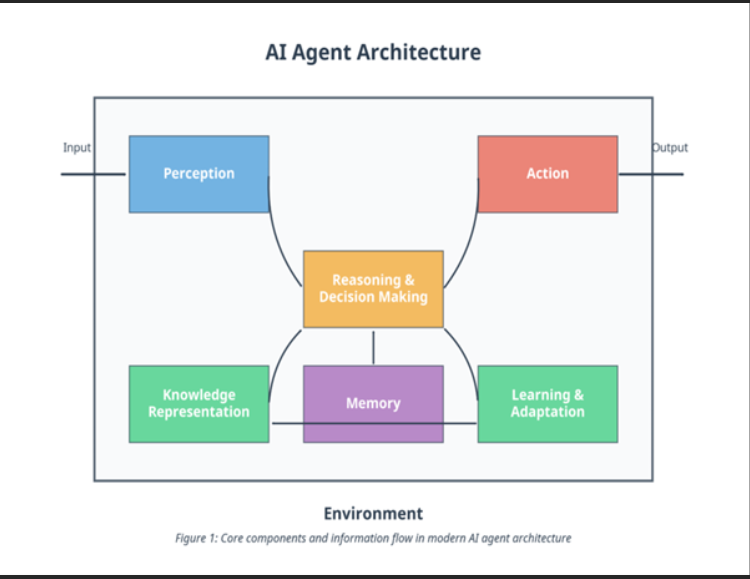 AI Agent Architecture
Input
Output
Perception
Action
Reasoning &
Decision Making
Knowledge
Representation
Memory
Learning &
Adaptation
Environment
Figure 1: Core components and information flow in modern AI agent architecture